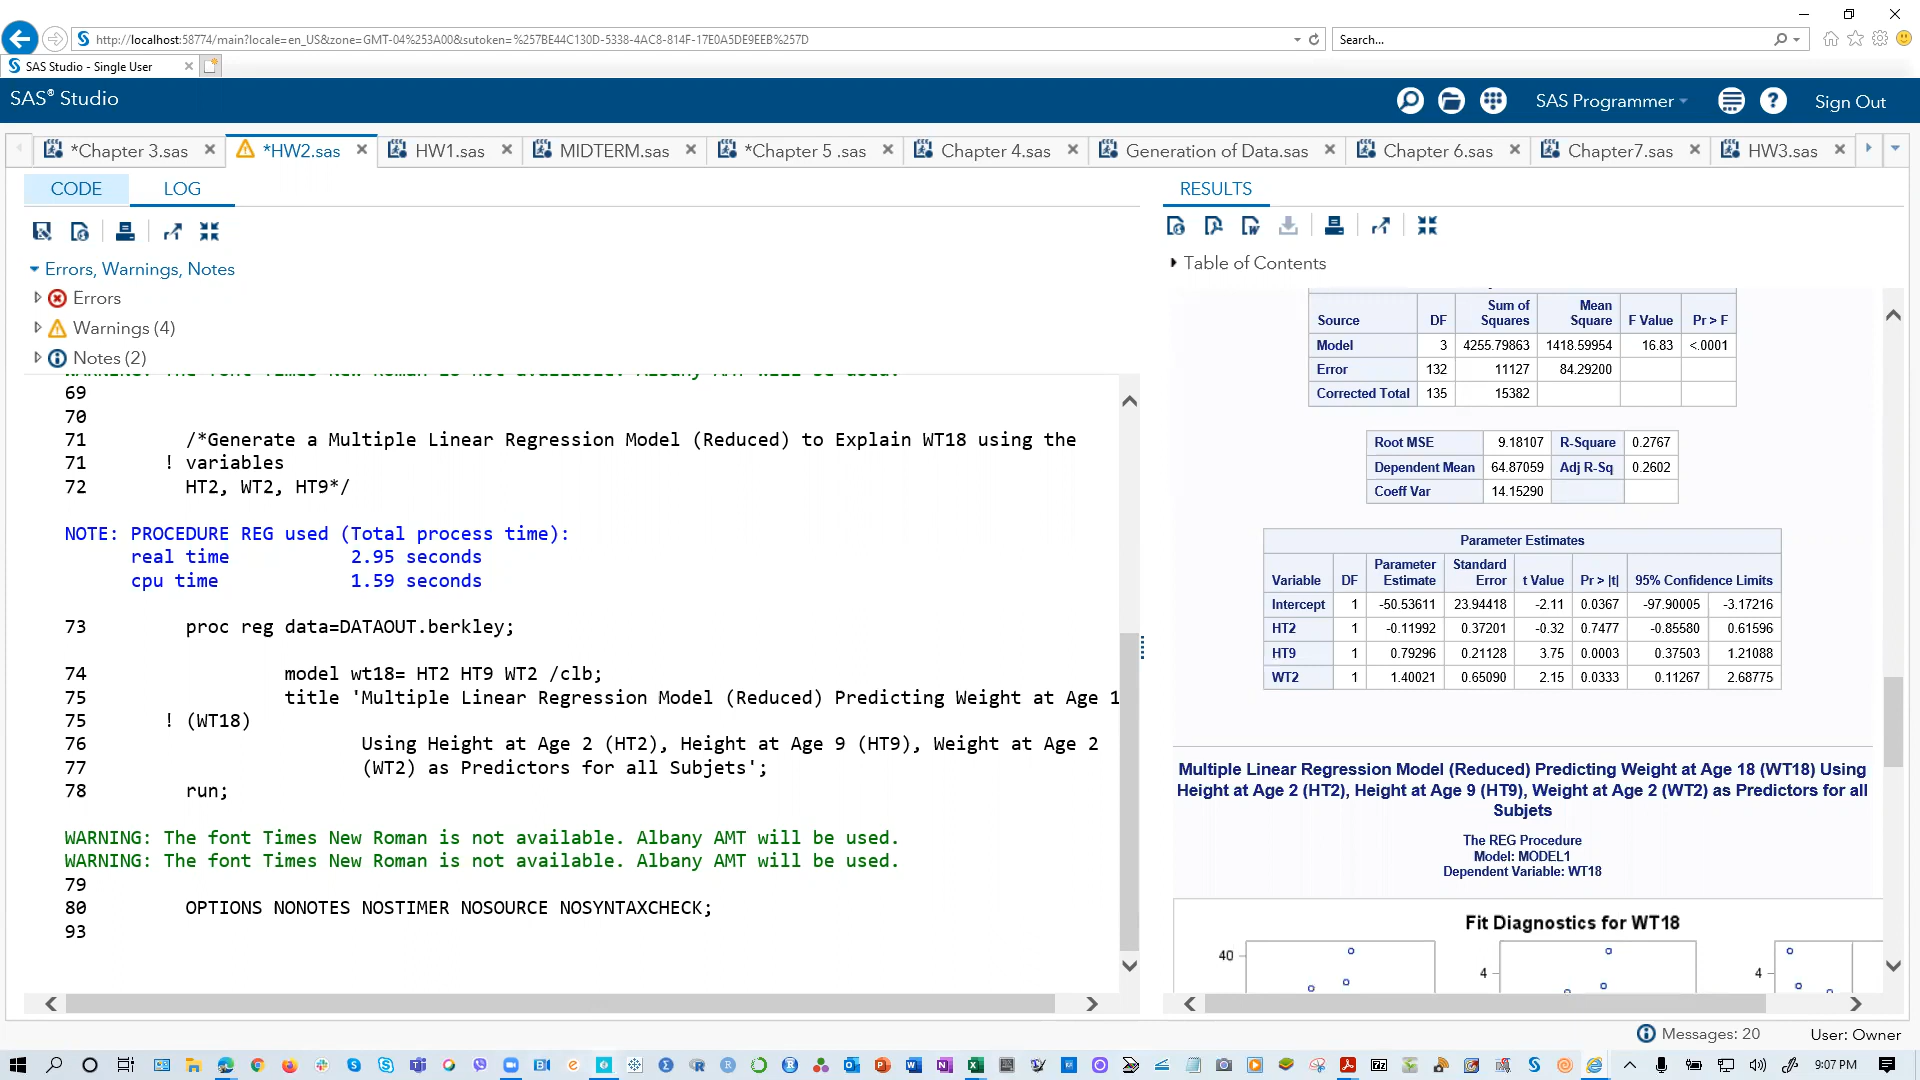 http://localhost:58774/main?locale=en_US&zone=GMT-04%253A00&sutoken=%257BE44C130D-5338-4AC8-814F-17E0A5DE9EEB%257D
Search...
SAS Studio - Single User
SAS® Studio
SAS Programmer
Sign Out
*Chapter 3.sas
*HW2.sas
HW1.sas
MIDTERM.sas
*Chapter 5 .sas
Chapter 4.sas
Generation of Data.sas
Chapter 6.sas
Chapter7.sas
HW3.sas
CODE
LOG
Errors, Warnings, Notes
Errors
Warnings (4)
Notes (2)
WARNING: The font Times New Roman is not available. Albany AMT will be used.
69
70
71 /*Generate a Multiple Linear Regression Model (Reduced) to Explain WT18 using the
71 ! variables
72 HT2, WT2, HT9*/
NOTE: PROCEDURE REG used (Total process time):
real time 2.95 seconds
cpu time 1.59 seconds
73 proc reg data=DATAOUT.berkley;
74 model wt18= HT2 HT9 WT2 /clb;
75 title 'Multiple Linear Regression Model (Reduced) Predicting Weight at Age 1
75 ! (WT18)
76 Using Height at Age 2 (HT2), Height at Age 9 (HT9), Weight at Age 2
77 (WT2) as Predictors for all Subjects';
78 run;
WARNING: The font Times New Roman is not available. Albany AMT will be used.
WARNING: The font Times New Roman is not available. Albany AMT will be used.
79
80 OPTIONS NONOTES NOSTIMER NOSOURCE NOSYNTAXCHECK;
93
RESULTS
Table of Contents
Source DF Sum of Squares Mean Square F Value Pr > F
Model 3 4255.79863 1418.59954 16.83 <.0001
Error 132 11127 84.29200
Corrected Total 135 15382
Root MSE 9.18107 R-Square 0.2767
Dependent Mean 64.87059 Adj R-Sq 0.2602
Coeff Var 14.15290
Parameter Estimates
Variable DF Parameter Estimate Standard Error t Value Pr > |t| 95% Confidence Limits
Intercept 1 -50.53611 23.94418 -2.11 0.0367 -97.90005 -3.17216
HT2 1 -0.11992 0.37201 -0.32 0.7477 -0.85580 0.61596
HT9 1 0.79296 0.21128 3.75 0.0003 0.37503 1.21088
WT2 1 1.40021 0.65090 2.15 0.0333 0.11267 2.68775
Multiple Linear Regression Model (Reduced) Predicting Weight at Age 18 (WT18) Using
Height at Age 2 (HT2), Height at Age 9 (HT9), Weight at Age 2 (WT2) as Predictors for all
Subjects
The REG Procedure
Model: MODEL1
Dependent Variable: WT18
Fit Diagnostics for WT18
40
4
4
Messages: 20
User: Owner
9:07 PM